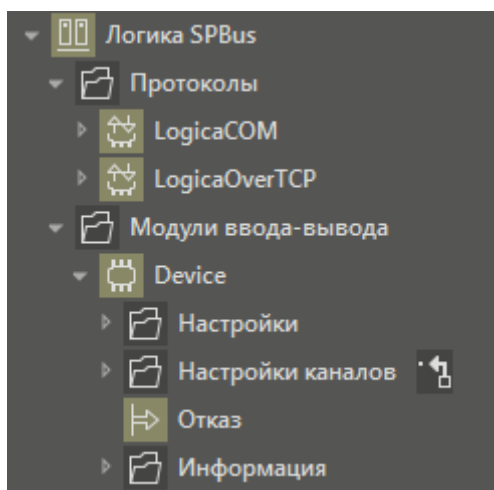 Логика SPBus
Протоколы
LogicaCOM
LogicaOverTCP
Модули ввода-вывода
Device
Настройки
Настройки каналов
Отказ
Информация